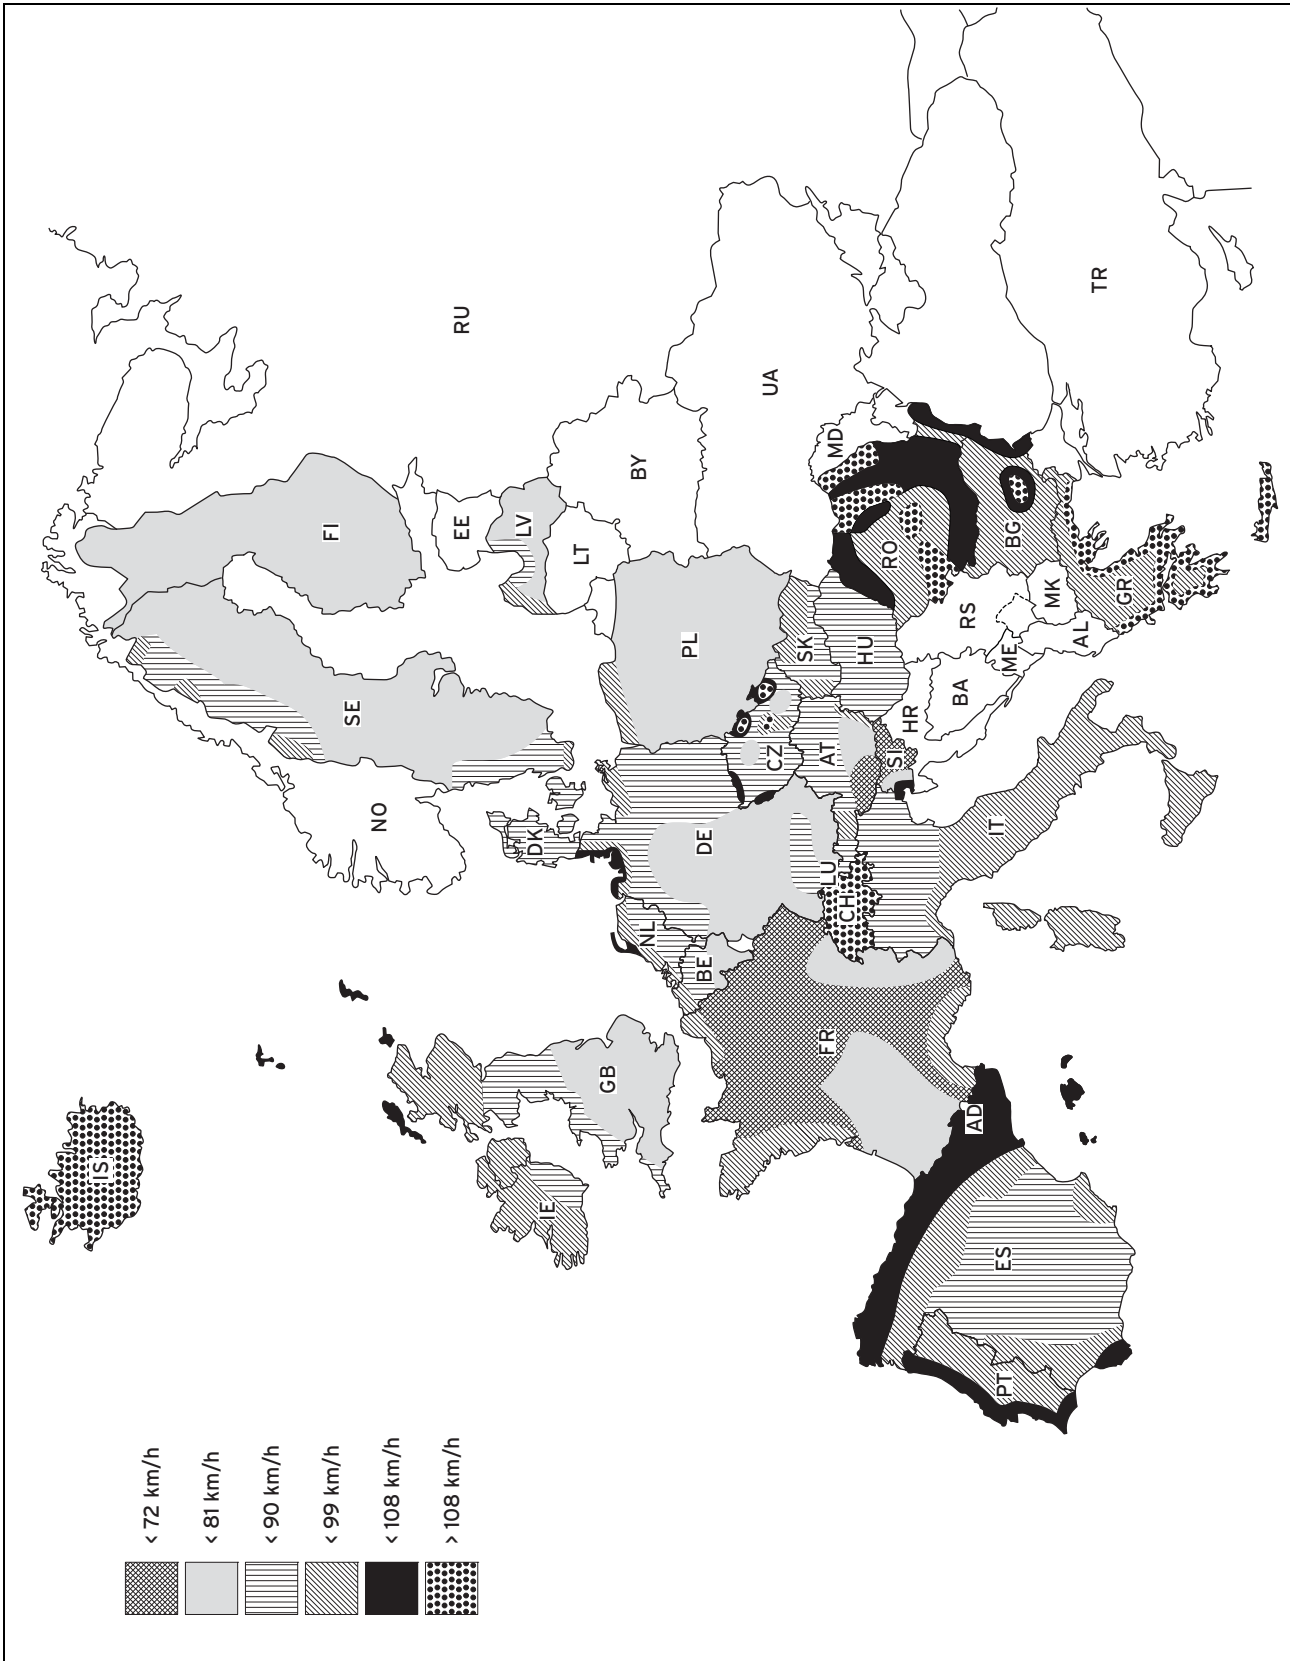 < 72 km/h
< 81 km/h
< 90 km/h
< 99 km/h
< 108 km/h
> 108 km/h
IS
NO
SE
FI
RU
EE
LV
LT
BY
DK
IE
GB
NL
BE
DE
PL
UA
CZ
SK
LU
FR
CH
AT
HU
MD
SI
HR
RO
AD
IT
BA
RS
ME
BG
PT
ES
AL
MK
GR
TR